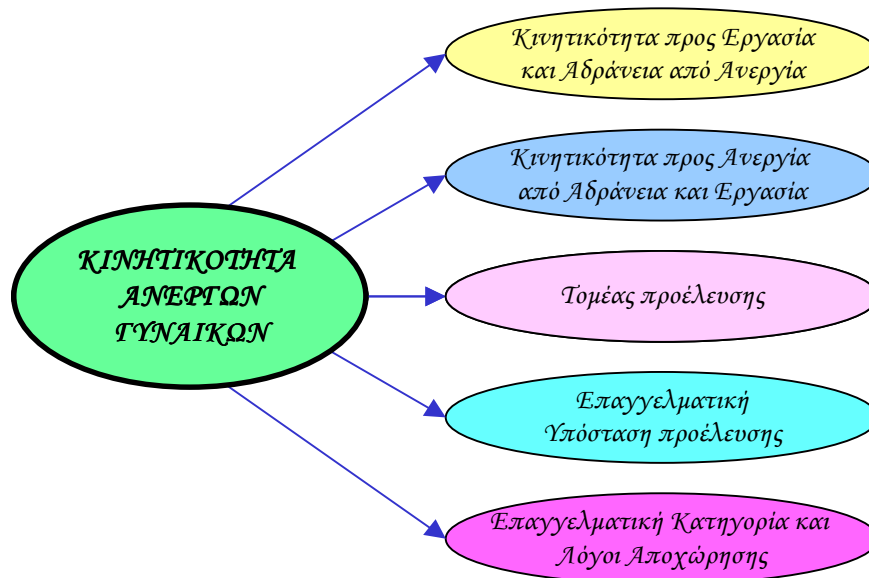 Κινητικότητα προς Εργασία
και Αδράνεια από Ανεργία
Κινητικότητα προς Ανεργία
από Αδράνεια και Εργασία
ΚΙΝΗΤΙΚΟΤΗΤΑ
ΑΝΕΡΓΩΝ
ΓΥΝΑΙΚΩΝ
Τομέας προέλευσης
Επαγγελματική
Υπόσταση προέλευσης
Επαγγελματική Κατηγορία και
Λόγοι Αποχώρησης